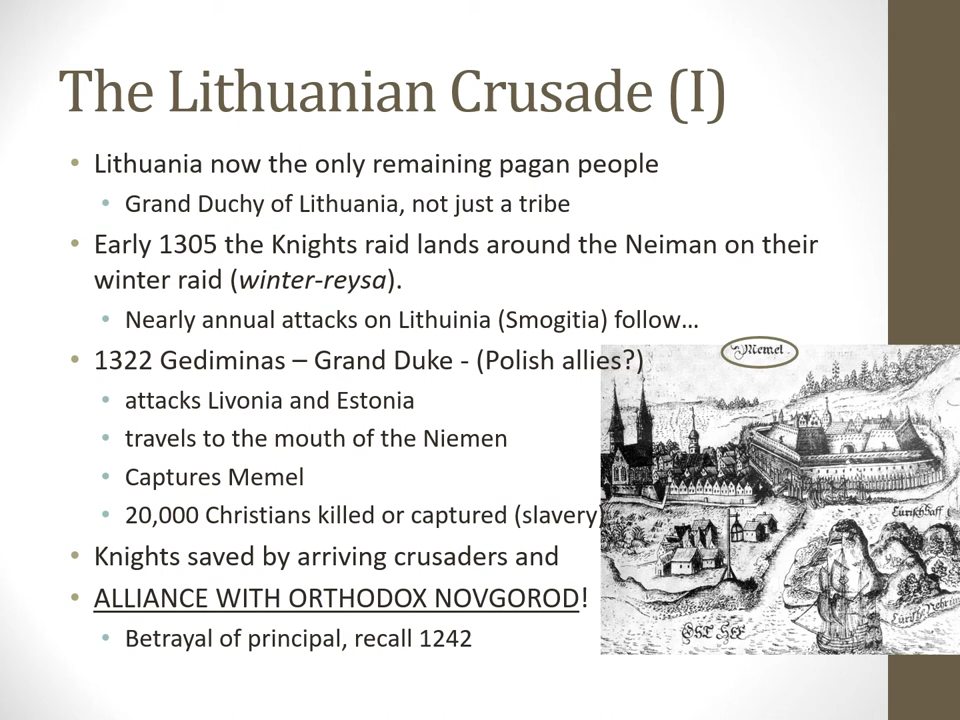 The Lithuanian Crusade (I)
• Lithuania now the only remaining pagan people
• Grand Duchy of Lithuania, not just a tribe
• Early 1305 the Knights raid lands around the Neiman on their
winter raid (winter-reysa).
• Nearly annual attacks on Lithuinia (Smogitia) follow…
• 1322 Gediminas – Grand Duke - (Polish allies?)
• attacks Livonia and Estonia
• travels to the mouth of the Niemen
• Captures Memel
• 20,000 Christians killed or captured (slavery)
• Knights saved by arriving crusaders and
• ALLIANCE WITH ORTHODOX NOVGOROD!
• Betrayal of principal, recall 1242
Memel
OST SEE